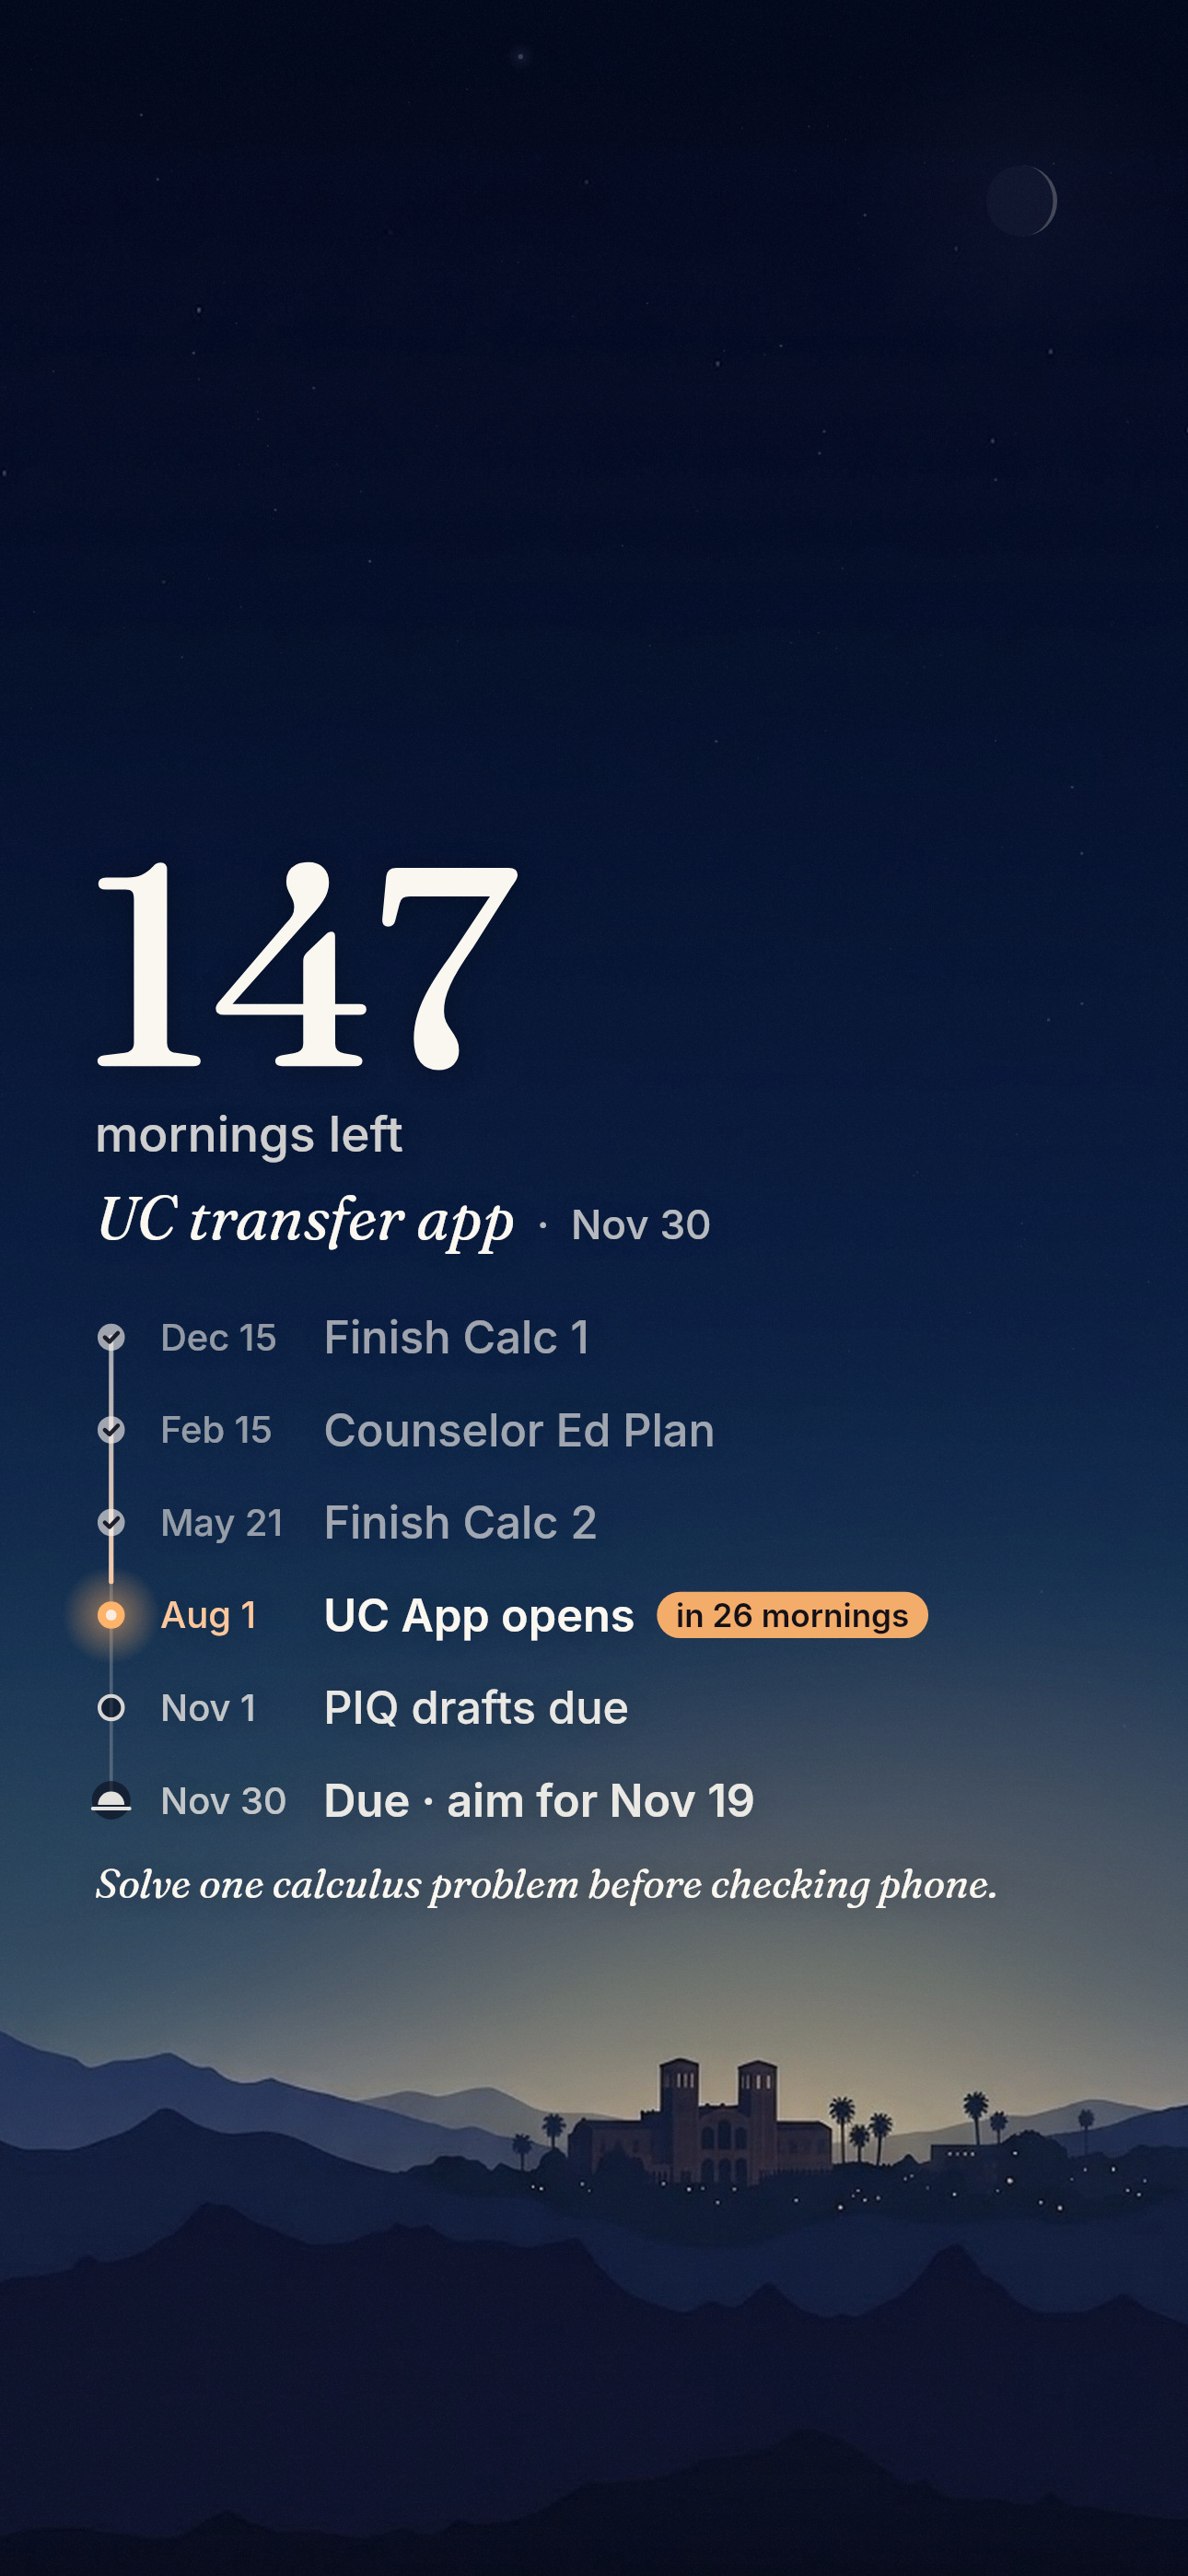 147
mornings left
UC transfer app · Nov 30
Dec 15 Finish Calc 1
Feb 15 Counselor Ed Plan
May 21 Finish Calc 2
Aug 1 UC App opens in 26 mornings
Nov 1 PIQ drafts due
Nov 30 Due · aim for Nov 19
Solve one calculus problem before checking phone.